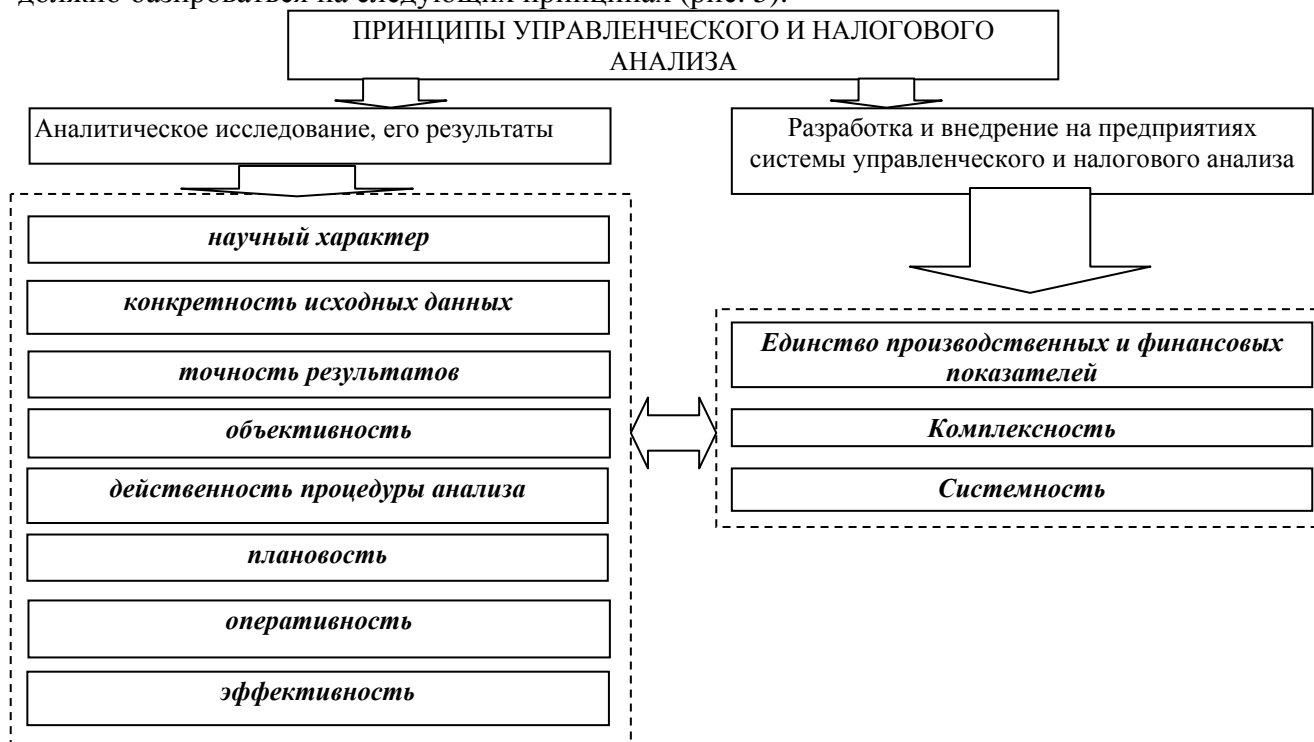 должно базироваться на следующих принципах (рис. 3):
ПРИНЦИПЫ УПРАВЛЕНЧЕСКОГО И НАЛОГОВОГО
АНАЛИЗА
Аналитическое исследование, его результаты
Разработка и внедрение на предприятиях
системы управленческого и налогового анализа
научный характер
конкретность исходных данных
точность результатов
объективность
действенность процедуры анализа
плановость
оперативность
эффективность
Единство производственных и финансовых
показателей
Комплексность
Системность